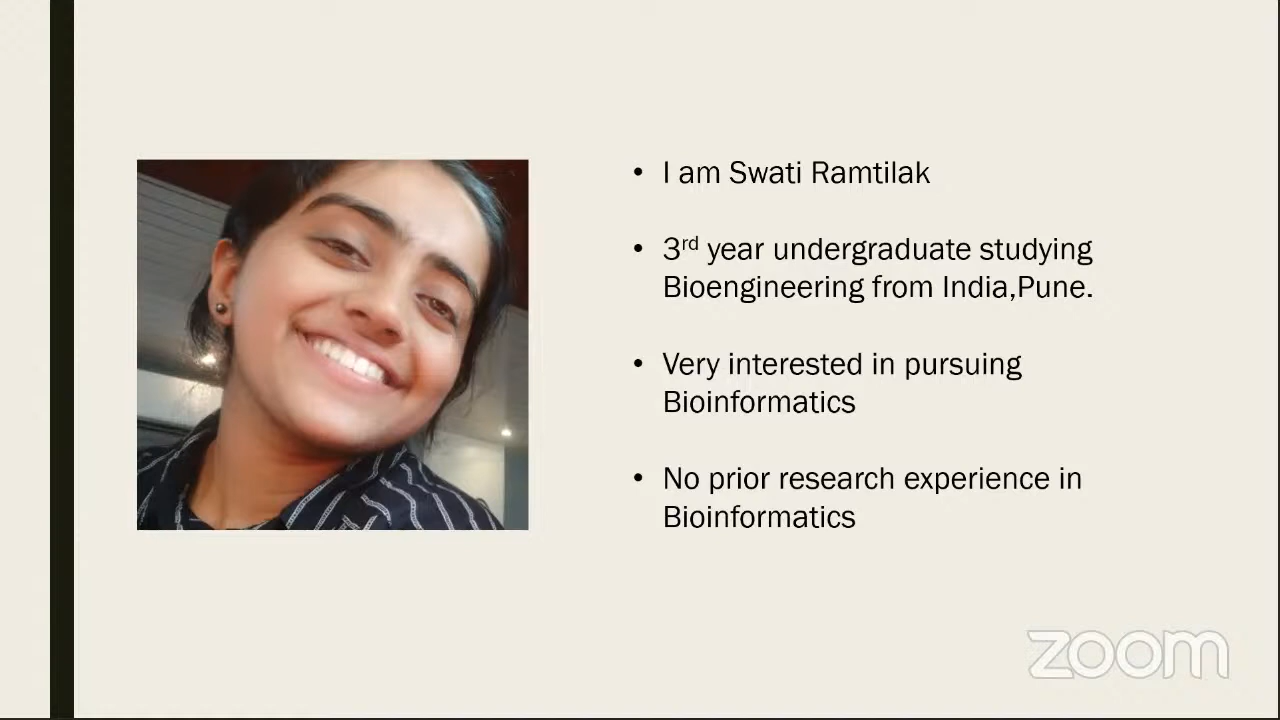 • I am Swati Ramtilak
• 3rd year undergraduate studying
Bioengineering from India,Pune.
• Very interested in pursuing
Bioinformatics
• No prior research experience in
Bioinformatics
zoom